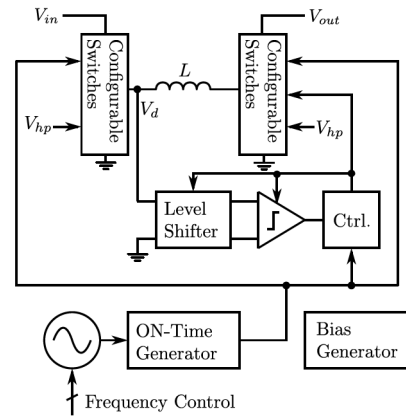 V_in
V_out
Configurable
Switches
L
Configurable
Switches
V_hp
V_d
V_hp
Level
Shifter
Ctrl.
ON-Time
Generator
Bias
Generator
Frequency Control